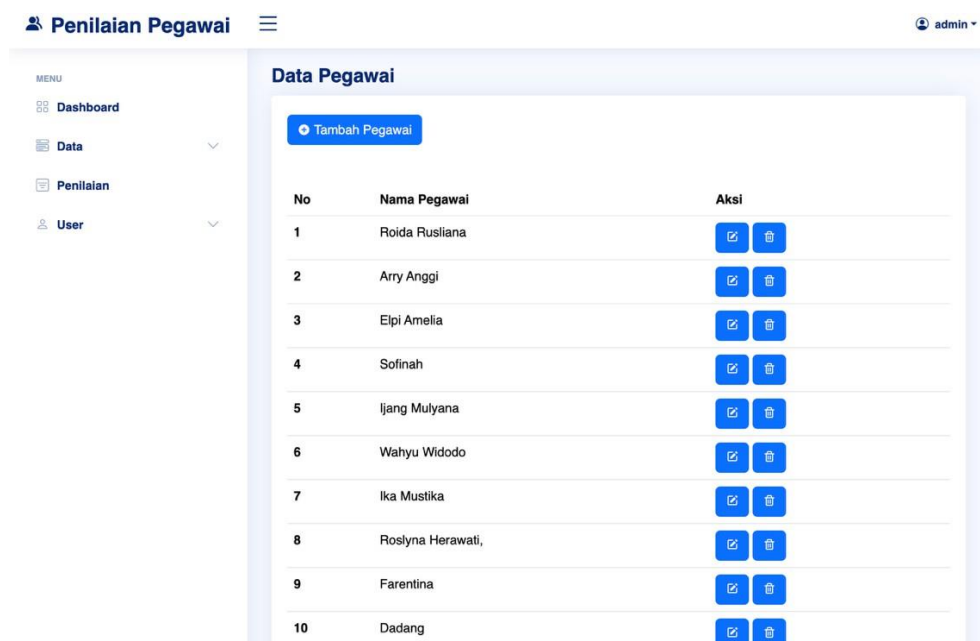 Penilaian Pegawai
admin
MENU
Dashboard
Data
Penilaian
User
Data Pegawai
Tambah Pegawai
No Nama Pegawai Aksi
1 Roida Rusliana
2 Arry Anggi
3 Elpi Amelia
4 Sofinah
5 Ijang Mulyana
6 Wahyu Widodo
7 Ika Mustika
8 Roslyna Herawati,
9 Farentina
10 Dadang